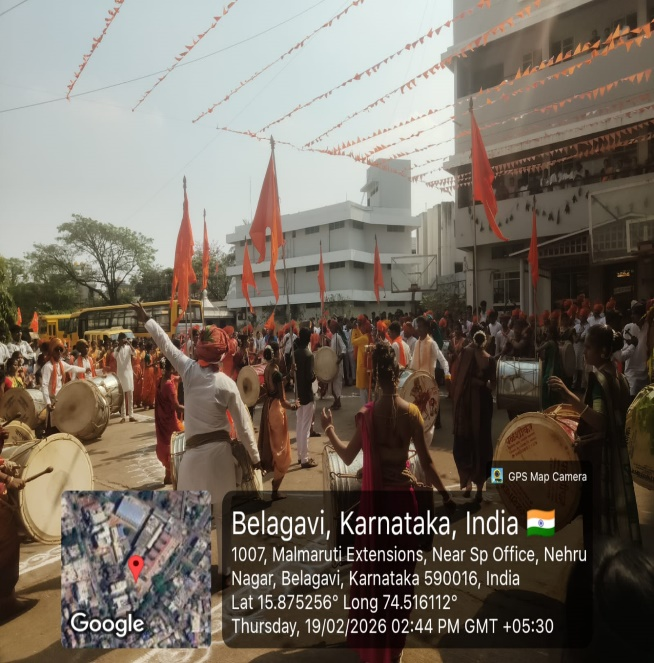 GPS Map Camera
Belagavi, Karnataka, India 🇮🇳
1007, Malmaruti Extensions, Near Sp Office, Nehru
Nagar, Belagavi, Karnataka 590016, India
Lat 15.875256° Long 74.516112°
Thursday, 19/02/2026 02:44 PM GMT +05:30
Google